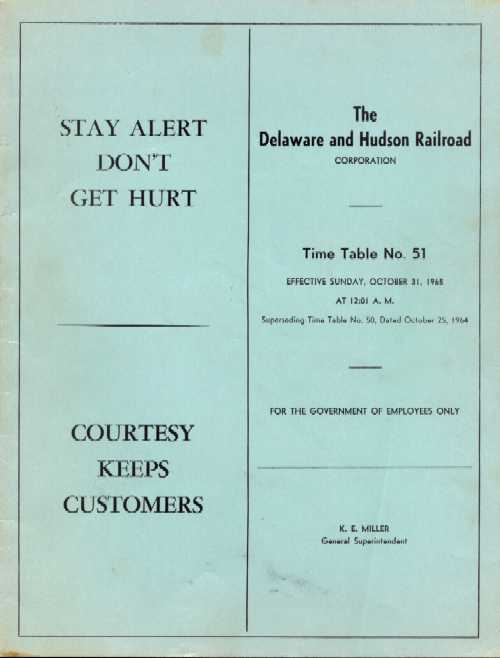 STAY ALERT
DON'T
GET HURT
COURTESY
KEEPS
CUSTOMERS
The
Delaware and Hudson Railroad
CORPORATION
Time Table No. 51
EFFECTIVE SUNDAY, OCTOBER 31, 1965
AT 12:01 A. M.
Superseding Time Table No. 50, Dated October 25, 1964
FOR THE GOVERNMENT OF EMPLOYEES ONLY
K. E. MILLER
General Superintendent